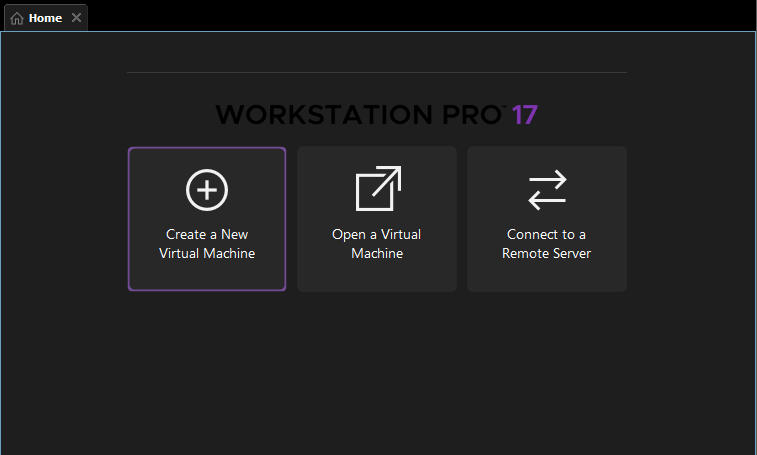 Home
WORKSTATION PRO™ 17
Create a New
Virtual Machine
Open a Virtual
Machine
Connect to a
Remote Server